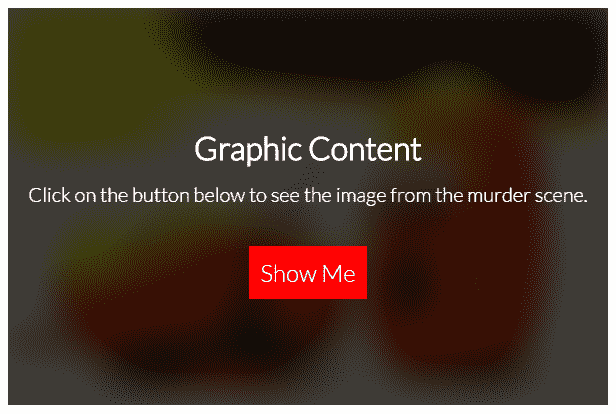 Graphic Content
Click on the button below to see the image from the murder scene.
Show Me